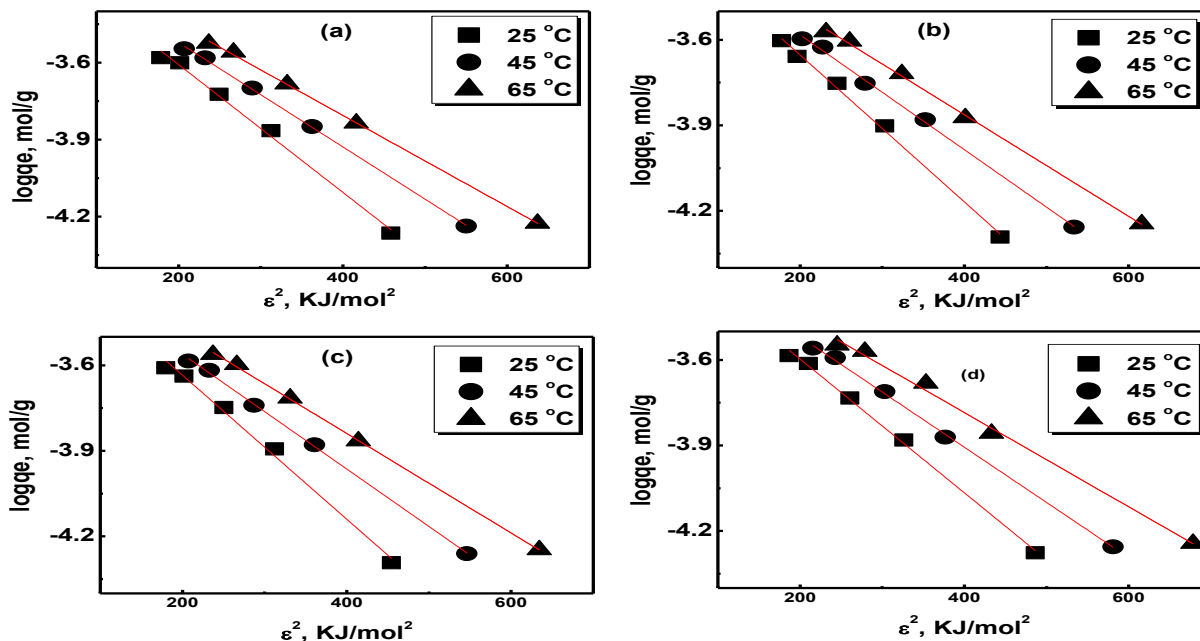 (a)
25 °C
45 °C
65 °C
-3.6
-3.9
-4.2
logqe, mol/g
200
400
600
ε², KJ/mol²
(b)
25 °C
45 °C
65 °C
-3.6
-3.9
-4.2
logqe, mol/g
200
400
600
ε², KJ/mol²
(c)
25 °C
45 °C
65 °C
-3.6
-3.9
-4.2
logqe, mol/g
200
400
600
ε², KJ/mol²
(d)
25 °C
45 °C
65 °C
-3.6
-3.9
-4.2
logqe, mol/g
200
400
600
ε², KJ/mol²